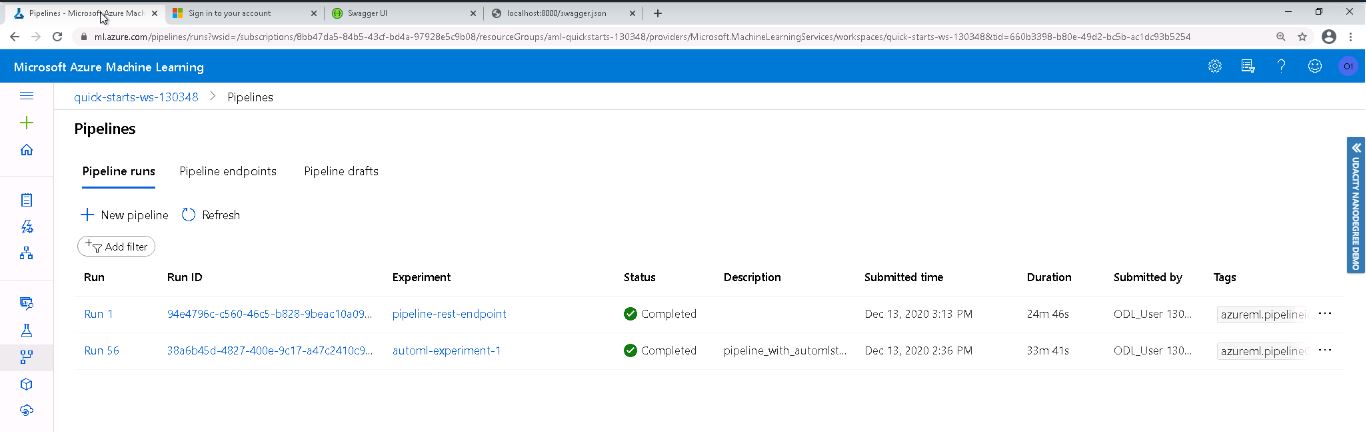 Pipelines - Microsoft Azure Mach
Sign in to your account
Swagger UI
localhost:8000/swagger.json
ml.azure.com/pipelines/runs?wsid=/subscriptions/8bb47da5-84b5-43cf-bd4a-97928e5c9b08/resourceGroups/aml-quickstarts-130348/providers/Microsoft.MachineLearningServices/workspaces/quick-starts-ws-130348&tid=660b3398-b80e-49d2-bc5b-ac1dc93b5254
Microsoft Azure Machine Learning
O1
quick-starts-ws-130348 > Pipelines
Pipelines
Pipeline runs Pipeline endpoints Pipeline drafts
New pipeline Refresh
Add filter
Run Run ID Experiment Status Description Submitted time Duration Submitted by Tags
Run 1 94e4796c-c560-46c5-b828-9beac10a09... pipeline-rest-endpoint Completed Dec 13, 2020 3:13 PM 24m 46s ODL_User 130... azureml.pipelinei ...
Run 56 38a6b45d-4827-400e-9c17-a47c2410c9... automl-experiment-1 Completed pipeline_with_automlst... Dec 13, 2020 2:36 PM 33m 41s ODL_User 130... azureml.pipeline ...
UDACITY NANODEGREE DEMO